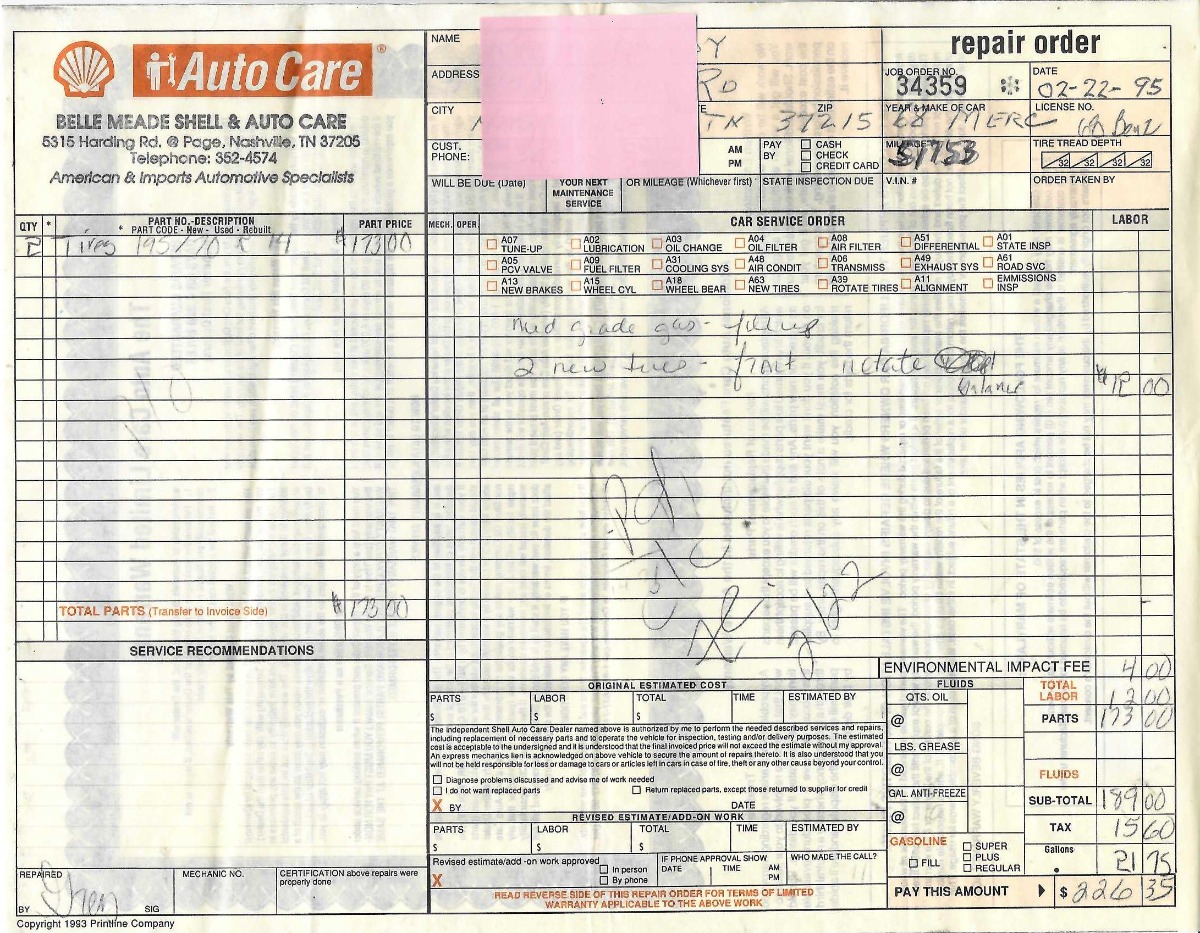 Auto Care ®
BELLE MEADE SHELL & AUTO CARE
5315 Harding Rd. @ Page, Nashville, TN 37205
Telephone: 352-4574
American & Imports Automotive Specialists
repair order
NAME Y
ADDRESS RD
CITY TN ZIP 37215
CUST. PHONE: AM PM
PAY BY CASH CHECK CREDIT CARD
JOB ORDER NO. 34359
DATE 02-22-95
YEAR & MAKE OF CAR 68 MERC
LICENSE NO. 68 Benz
MILEAGE 51753
TIRE TREAD DEPTH
32 32 32 32
WILL BE DUE (Date) YOUR NEXT MAINTENANCE SERVICE OR MILEAGE (Whichever first) STATE INSPECTION DUE V.I.N. # ORDER TAKEN BY
QTY * PART NO.-DESCRIPTION PART PRICE
* PART CODE - New - Used - Rebuilt
2 Tires 195/70 R 14 $173 00
TOTAL PARTS (Transfer to Invoice Side) $173 00
SERVICE RECOMMENDATIONS
REPAIRED BY SIG MECHANIC NO. CERTIFICATION above repairs were properly done
Copyright 1993 Printline Company
MECH. OPER. CAR SERVICE ORDER LABOR
A07 TUNE-UP A02 LUBRICATION A03 OIL CHANGE A04 OIL FILTER A08 AIR FILTER A51 DIFFERENTIAL A01 STATE INSP
A05 PCV VALVE A09 FUEL FILTER A31 COOLING SYS A48 AIR CONDIT A06 TRANSMISS A49 EXHAUST SYS A61 ROAD SVC
A13 NEW BRAKES A15 WHEEL CYL A18 WHEEL BEAR A63 NEW TIRES A39 ROTATE TIRES A11 ALIGNMENT EMMISSIONS INSP
Med grade gas - fillup
2 new tires - front rotate
balance $12 00
Pd
2/22
ENVIRONMENTAL IMPACT FEE 4 00
ORIGINAL ESTIMATED COST
PARTS $ LABOR $ TOTAL $ TIME ESTIMATED BY
The independent Shell Auto Care Dealer named above is authorized by me to perform the needed described services and repairs,
including replacement of necessary parts and to operate the vehicle for inspection, testing and/or delivery purposes. The estimated
cost is acceptable to the undersigned and it is understood that the final invoiced price will not exceed the estimate without my approval.
An express mechanics lien is acknowledged on above vehicle to secure the amount of repairs thereto. It is also understood that you
will not be held responsible for loss or damage to cars or articles left in cars in case of fire, theft or any other cause beyond your control.
Diagnose problems discussed and advise me of work needed
I do not want replaced parts Return replaced parts, except those returned to supplier for credit
X BY DATE
REVISED ESTIMATE/ADD-ON WORK
PARTS $ LABOR $ TOTAL $ TIME ESTIMATED BY
Revised estimate/add-on work approved In person By phone
X
IF PHONE APPROVAL SHOW DATE TIME AM PM WHO MADE THE CALL?
READ REVERSE SIDE OF THIS REPAIR ORDER FOR TERMS OF LIMITED
WARRANTY APPLICABLE TO THE ABOVE WORK
FLUIDS
QTS. OIL
@
LBS. GREASE
@
GAL. ANTI-FREEZE
@
GASOLINE
FILL SUPER PLUS REGULAR
TOTAL LABOR 12 00
PARTS 173 00
FLUIDS
SUB-TOTAL 189 00
TAX 15 60
Gallons 21 75
PAY THIS AMOUNT $ 226 35